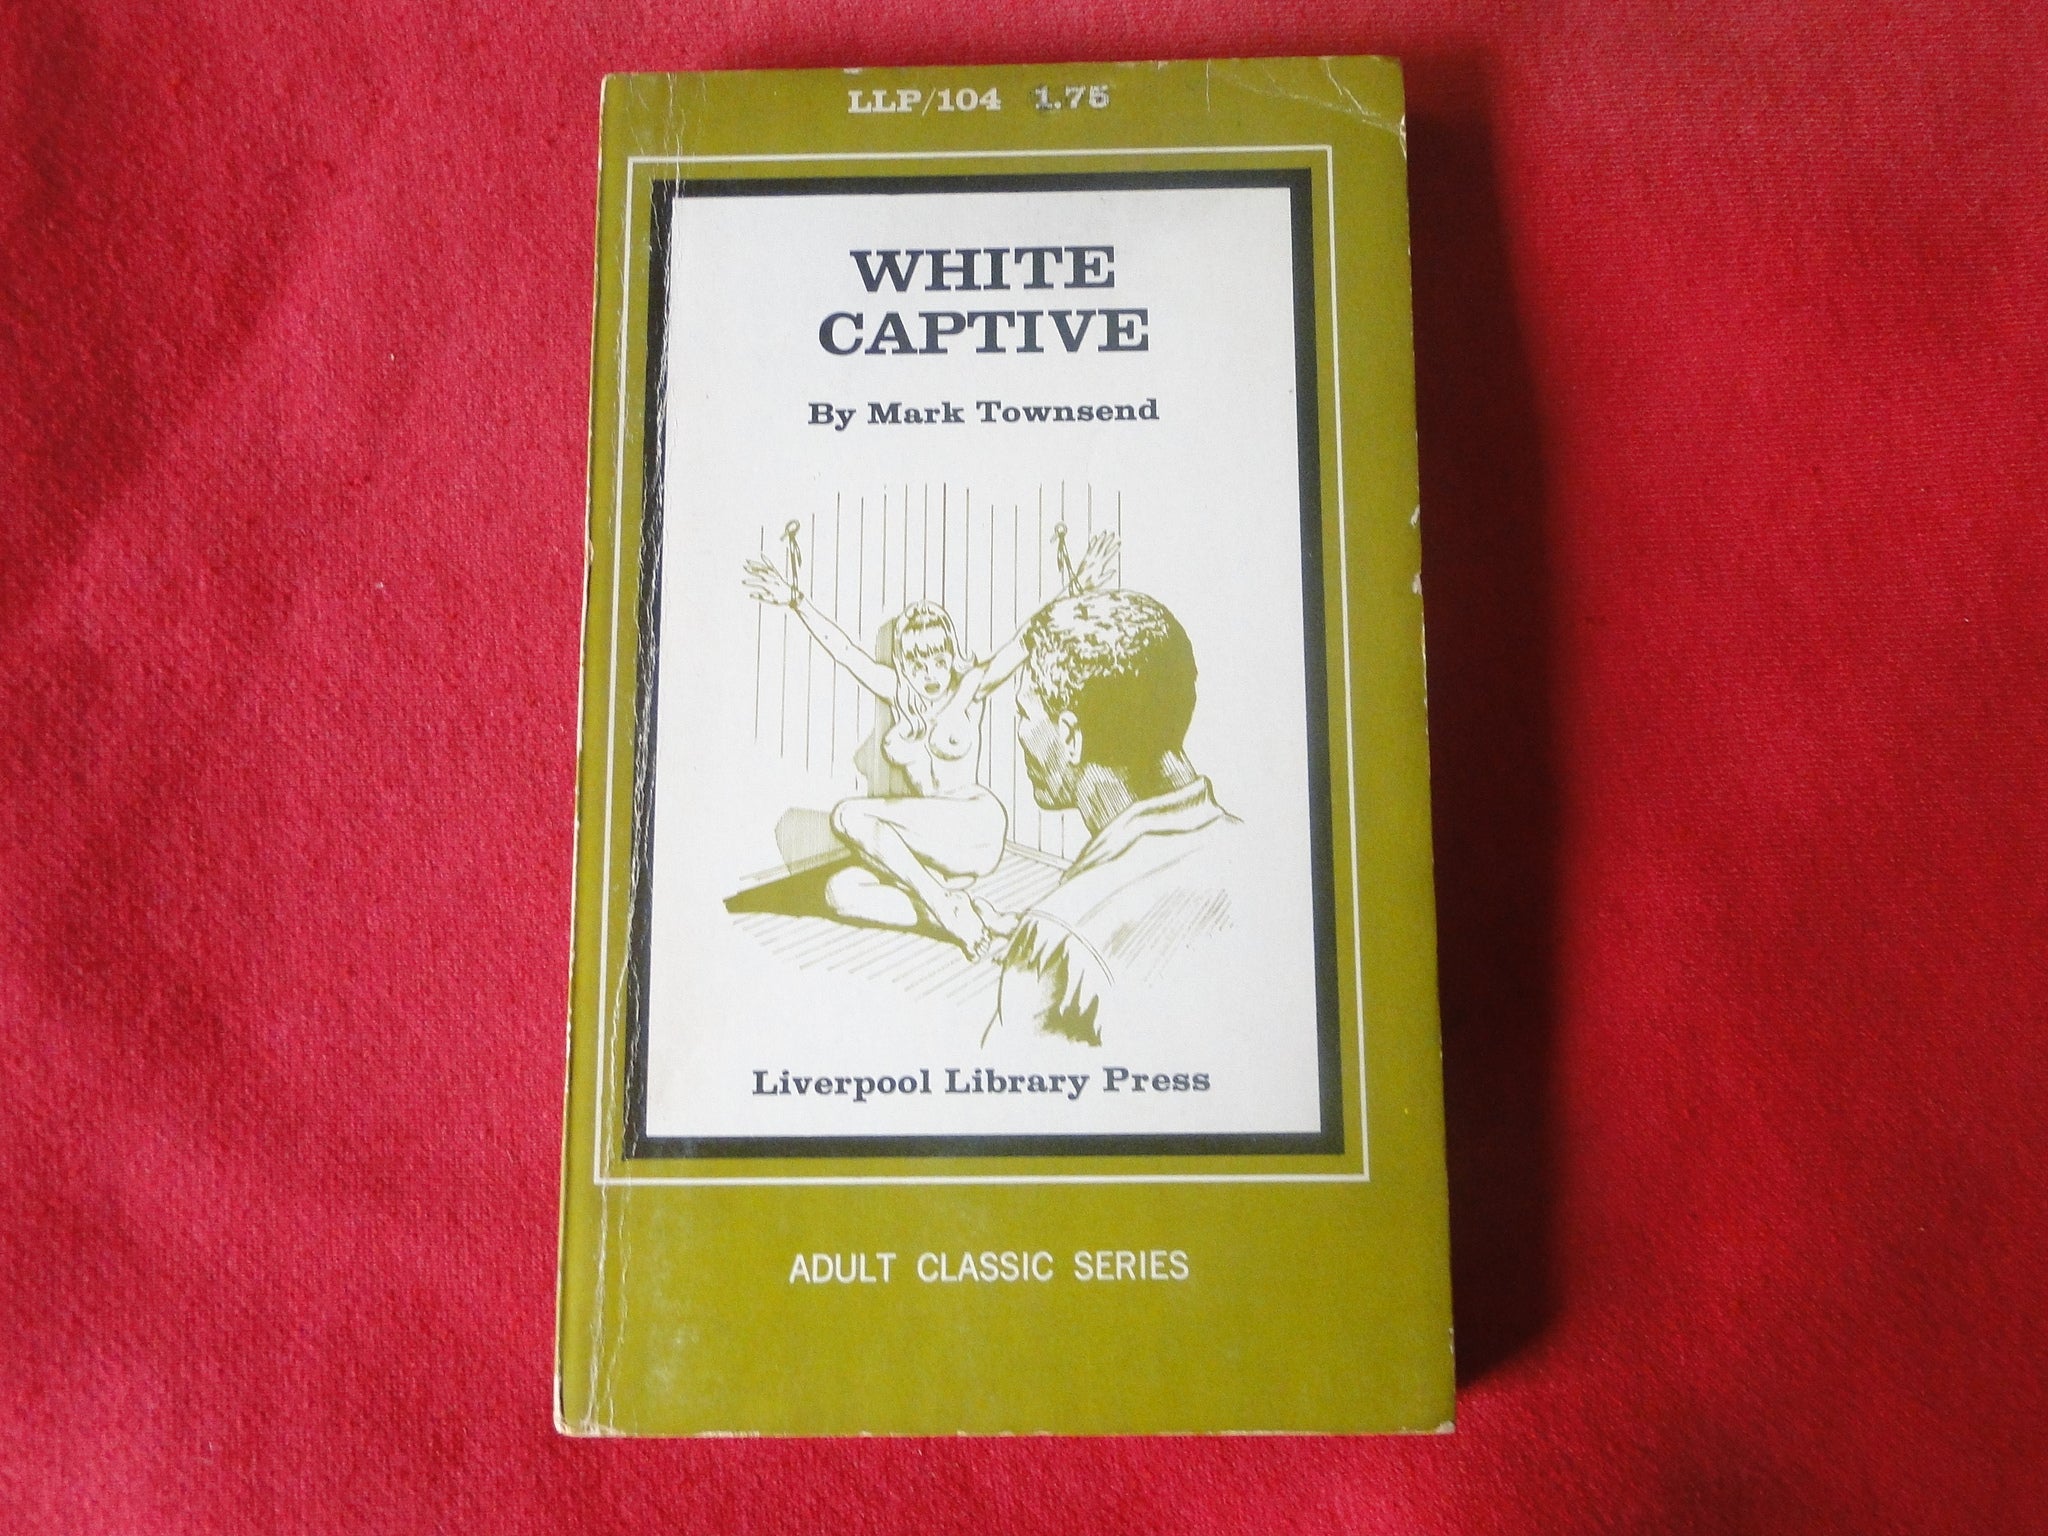 LLP/104 1.75
WHITE
CAPTIVE
By Mark Townsend
Liverpool Library Press
ADULT CLASSIC SERIES